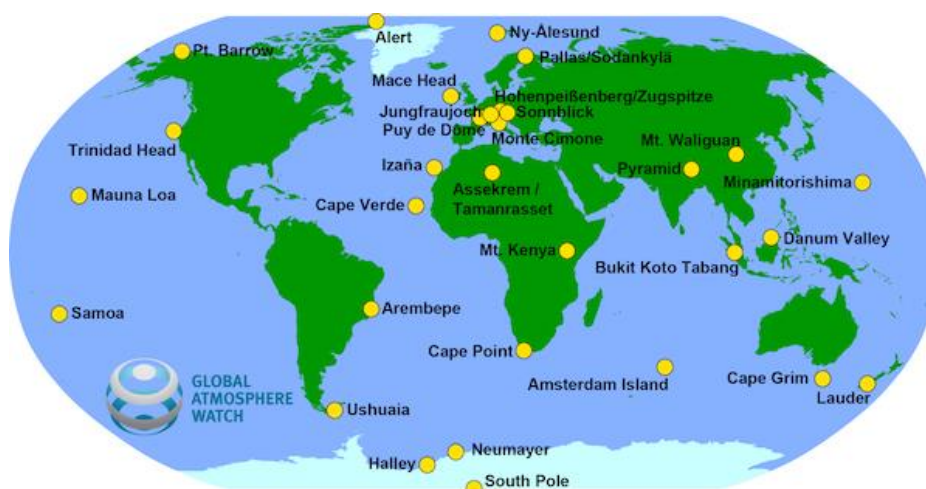 Alert
Ny-Ålesund
Pt. Barrow
Pallas/Sodankylä
Mace Head
Hohenpeißenberg/Zugspitze
Jungfraujoch
Sonnblick
Puy de Dôme
Monte Cimone
Trinidad Head
Mt. Waliguan
Izaña
Pyramid
Mauna Loa
Assekrem /
Tamanrasset
Minamitorishima
Cape Verde
Mt. Kenya
Danum Valley
Bukit Koto Tabang
Samoa
Arembepe
Cape Point
Amsterdam Island
Cape Grim
Lauder
GLOBAL
ATMOSPHERE
WATCH
Ushuaia
Neumayer
Halley
South Pole